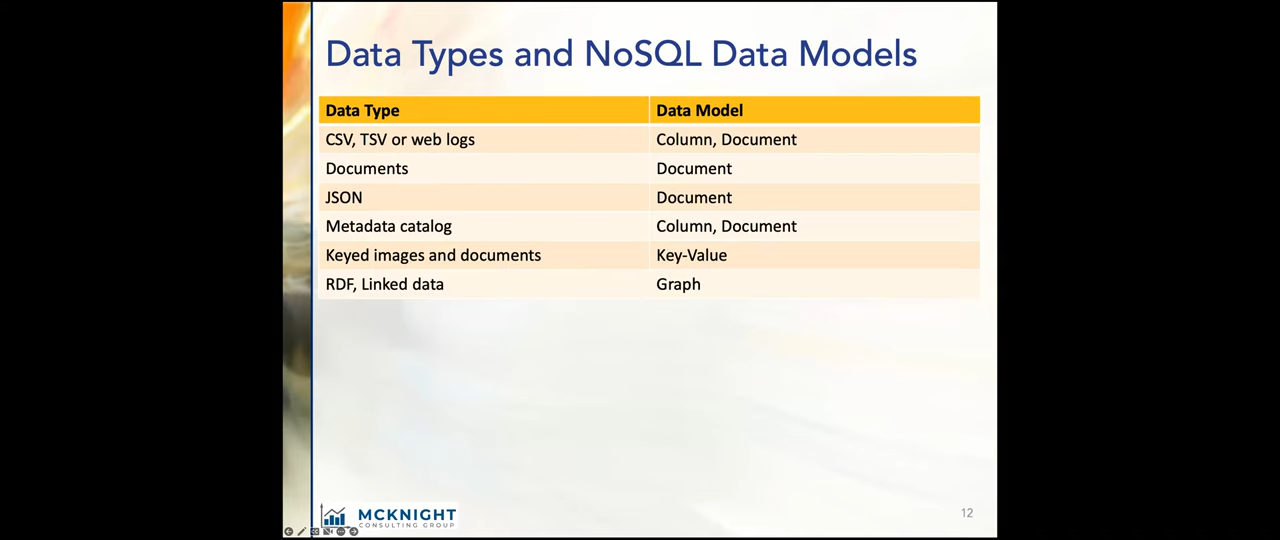 Data Types and NoSQL Data Models
Data Type Data Model
CSV, TSV or web logs Column, Document
Documents Document
JSON Document
Metadata catalog Column, Document
Keyed images and documents Key-Value
RDF, Linked data Graph
MCKNIGHT
CONSULTING GROUP
12